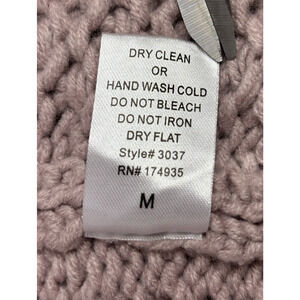 DRY CLEAN
OR
HAND WASH COLD
DO NOT BLEACH
DO NOT IRON
DRY FLAT
Style# 3037
RN# 174935
M